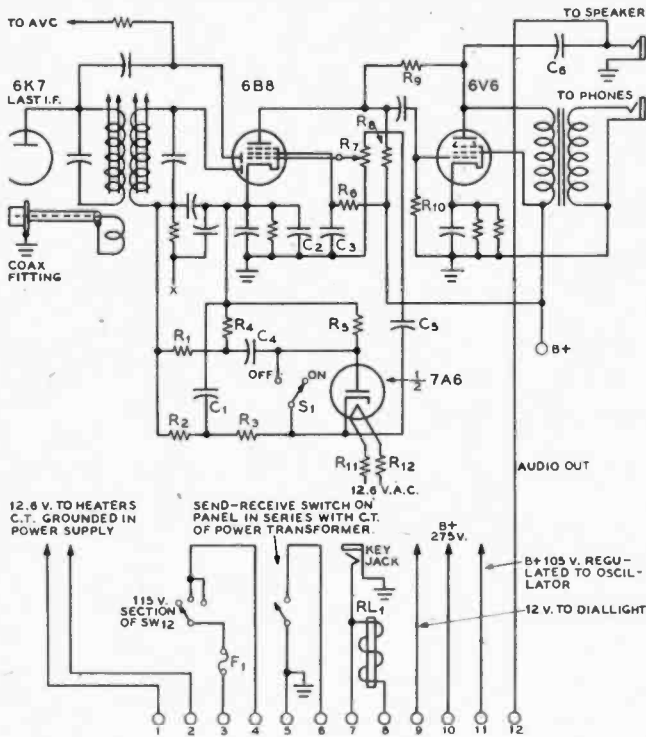 TO AVC
6K7
LAST I.F.
6B8
6V6
TO SPEAKER
TO PHONES
R9
C6
R7
R8
R6
R10
C2
C3
COAX
FITTING
X
R4
R5
C5
R1
C4
OFF
ON
S1
C1
R2
R3
½ 7A6
B+
R11
R12
12.6 V. A.C.
AUDIO OUT
12.6 V. TO HEATERS
C.T. GROUNDED IN
POWER SUPPLY
SEND-RECEIVE SWITCH ON
PANEL IN SERIES WITH C.T.
OF POWER TRANSFORMER.
B+
275V.
KEY
JACK
B+105 V. REGU-
LATED TO OSCIL-
LATOR
115 V.
SECTION
OF SW12
F1
RL1
12 V. TO DIALLIGHT
1 2 3 4 5 6 7 8 9 10 11 12